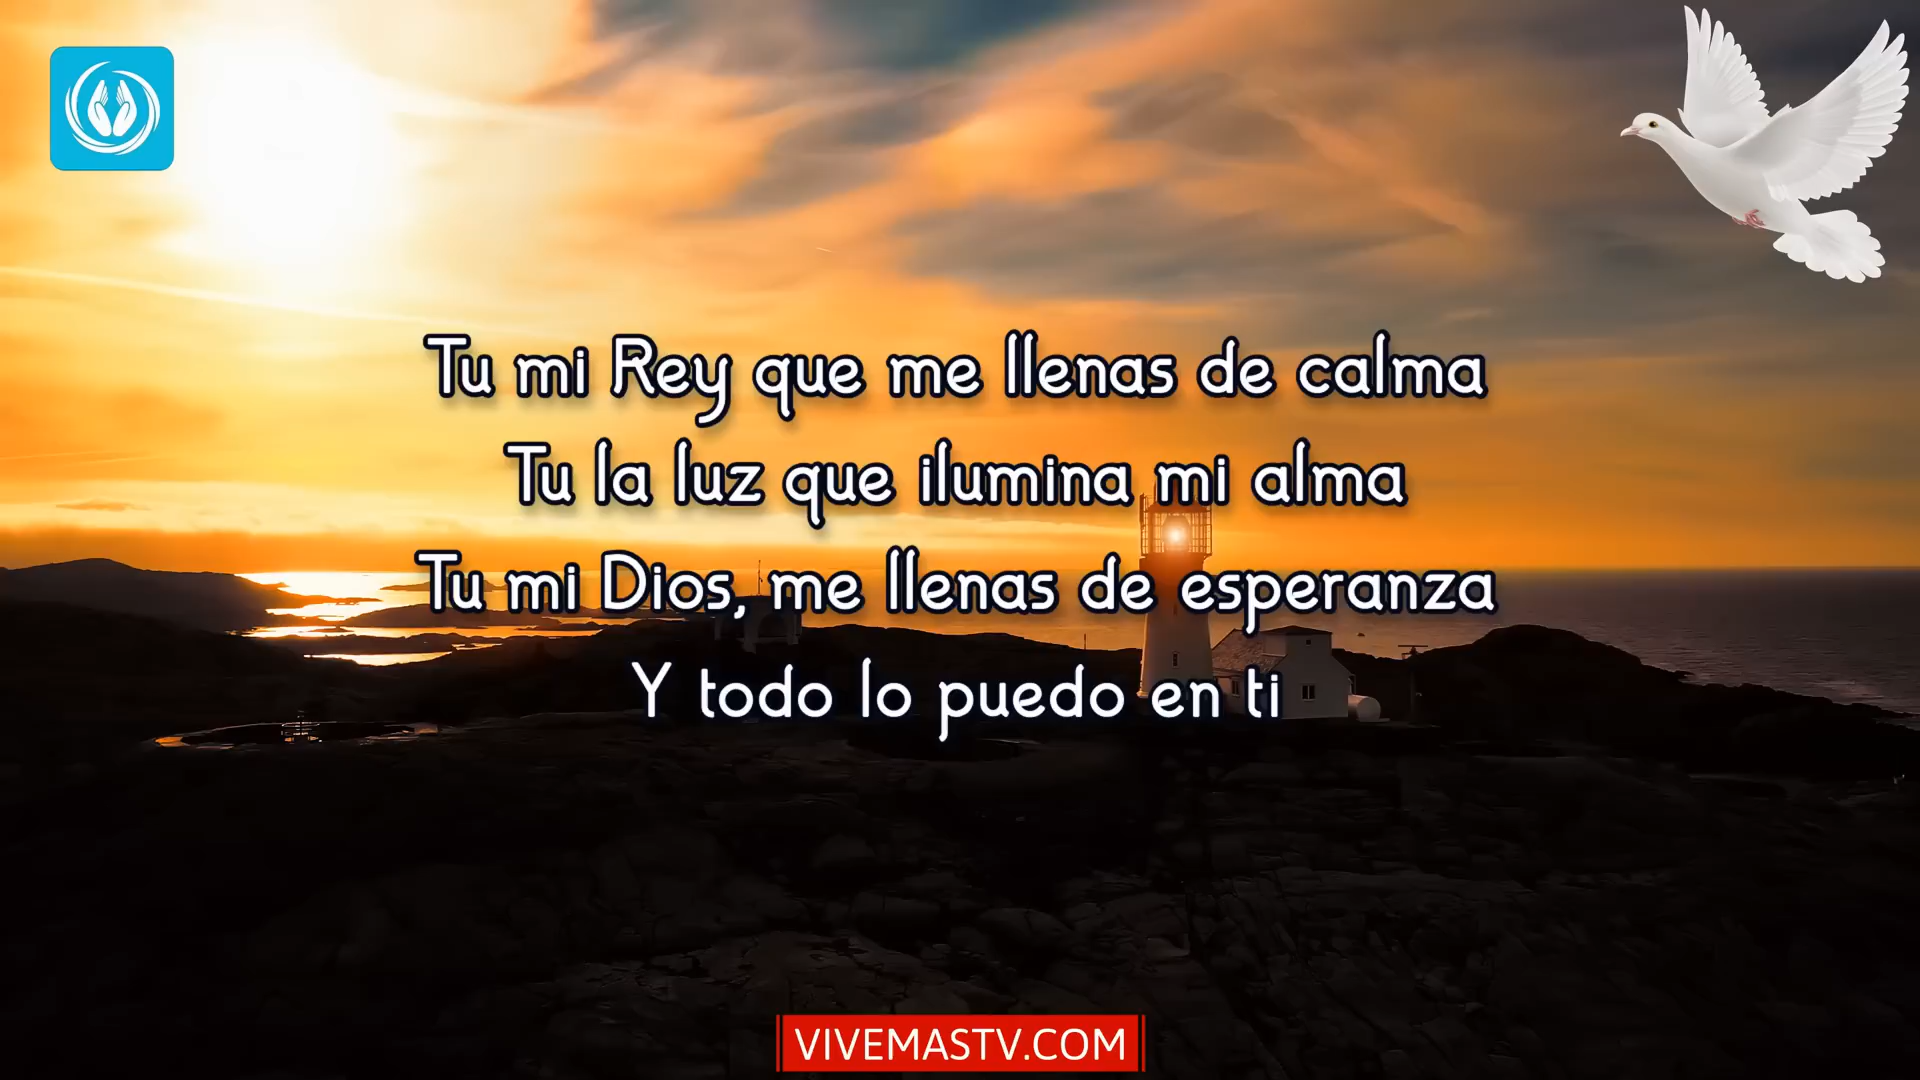 Tu mi Rey que me llenas de calma
Tu la luz que ilumina mi alma
Tu mi Dios, me llenas de esperanza
Y todo lo puedo en ti
VIVEMASTV.COM